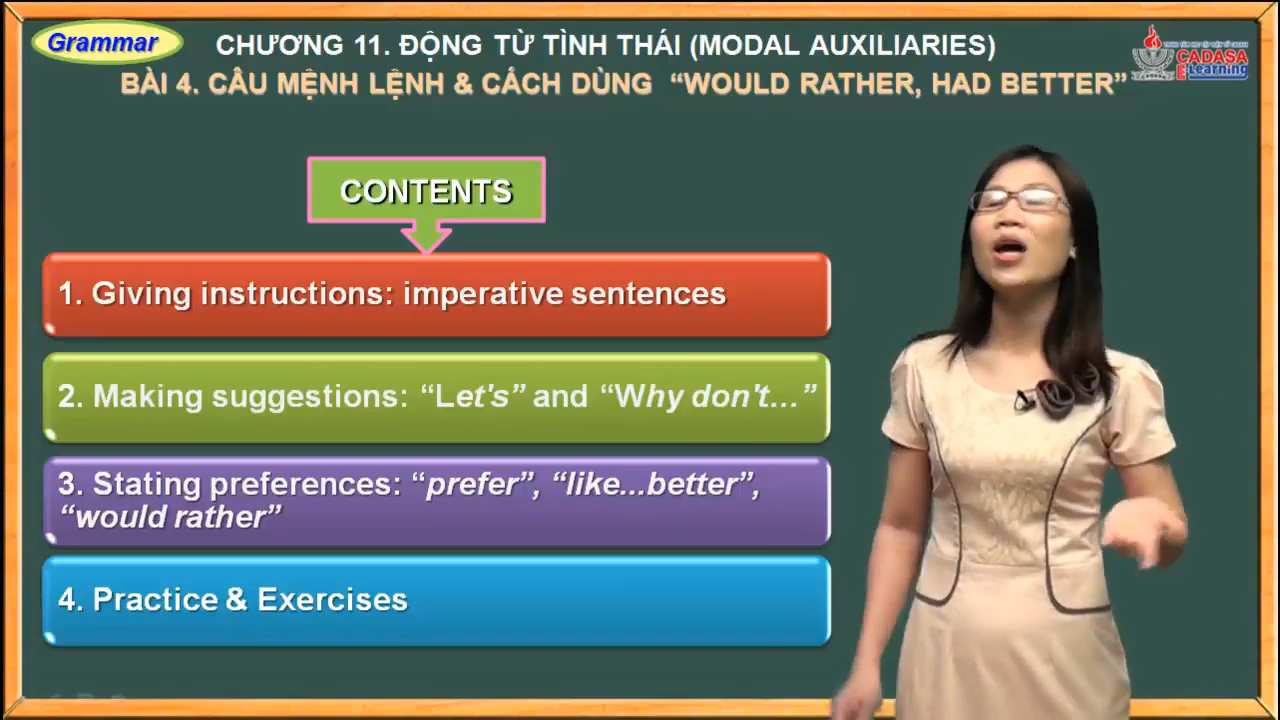 Grammar
CHƯƠNG 11. ĐỘNG TỪ TÌNH THÁI (MODAL AUXILIARIES)
BÀI 4. CÂU MỆNH LỆNH & CÁCH DÙNG “WOULD RATHER, HAD BETTER”
CADASA
E-Learning
CONTENTS
1. Giving instructions: imperative sentences
2. Making suggestions: “Let's” and “Why don't...”
3. Stating preferences: “prefer”, “like...better”,
“would rather”
4. Practice & Exercises